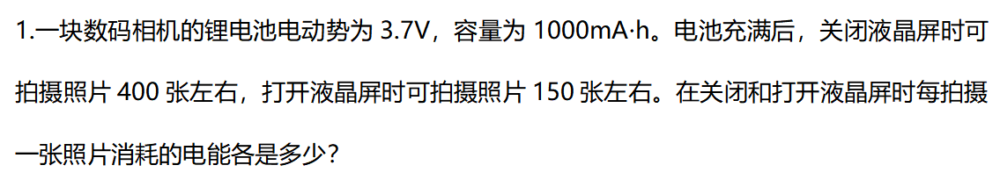 1.一块数码相机的锂电池电动势为 3.7V，容量为 1000mA·h。电池充满后，关闭液晶屏时可
拍摄照片 400 张左右，打开液晶屏时可拍摄照片 150 张左右。在关闭和打开液晶屏时每拍摄
一张照片消耗的电能各是多少？